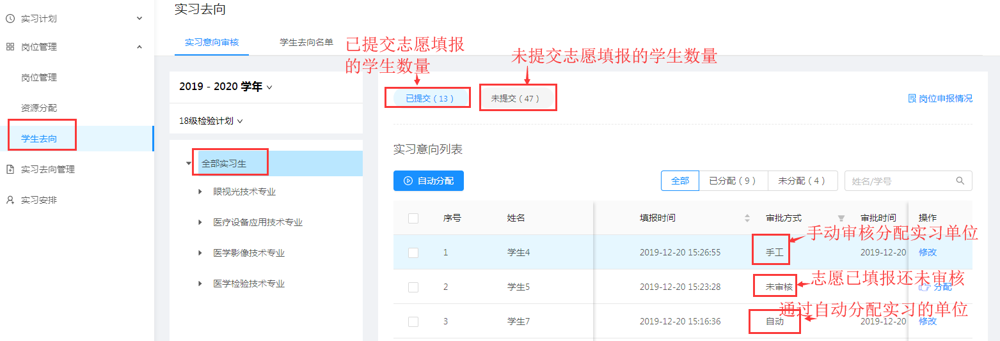 实习计划
岗位管理
岗位管理
资源分配
学生去向
实习去向管理
实习安排
实习去向
实习意向审核
学生去向名单
已提交志愿填报
的学生数量
未提交志愿填报的学生数量
2019 - 2020 学年
18级检验计划
全部实习生
眼视光技术专业
医疗设备应用技术专业
医学影像技术专业
医学检验技术专业
已提交（13）
未提交（47）
岗位申报情况
实习意向列表
自动分配
全部
已分配（9）
未分配（4）
姓名/学号
序号 姓名 填报时间 审批方式 审批时间 操作
手动审核分配实习单位
1 学生4 2019-12-20 15:26:55 手工 2019-12-20 修改
志愿已填报还未审核
2 学生5 2019-12-20 15:23:28 未审核 分配
通过自动分配实习的单位
3 学生7 2019-12-20 15:16:36 自动 2019-12-20 修改